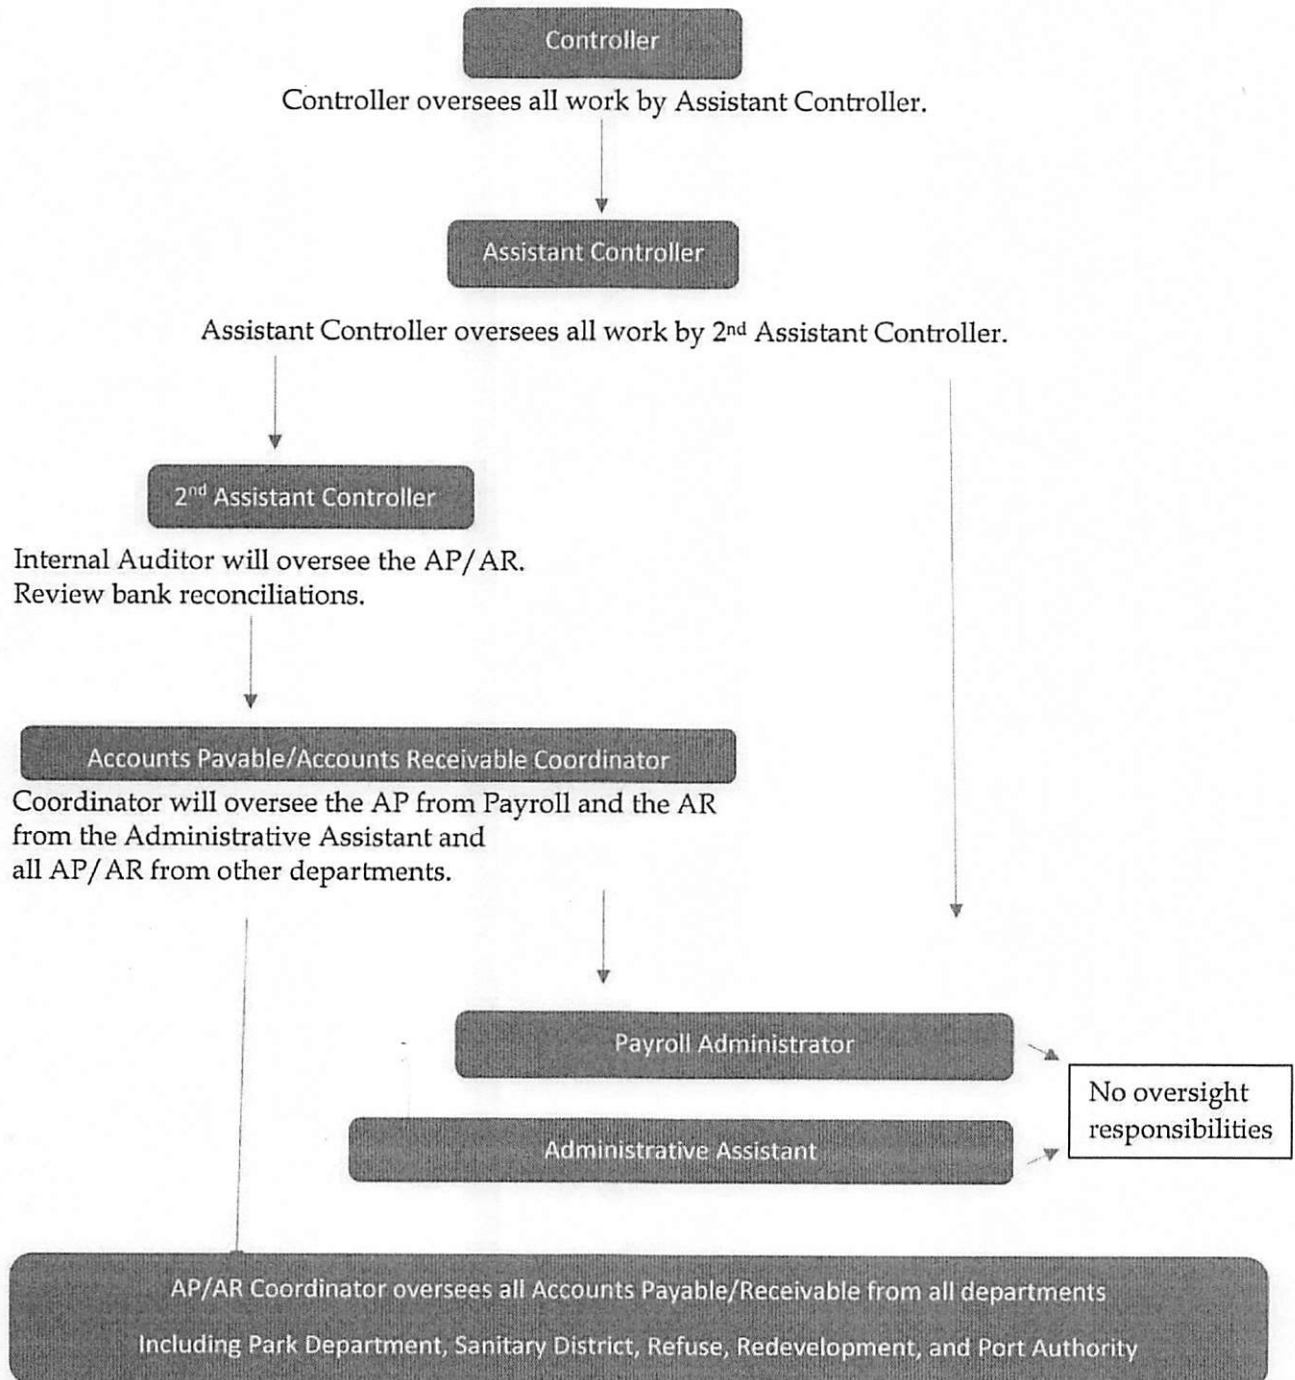 Controller
Controller oversees all work by Assistant Controller.
Assistant Controller
Assistant Controller oversees all work by 2nd Assistant Controller.
2nd Assistant Controller
Internal Auditor will oversee the AP/AR.
Review bank reconciliations.
Accounts Payable/Accounts Receivable Coordinator
Coordinator will oversee the AP from Payroll and the AR
from the Administrative Assistant and
all AP/AR from other departments.
Payroll Administrator
No oversight
responsibilities
Administrative Assistant
AP/AR Coordinator oversees all Accounts Payable/Receivable from all departments
Including Park Department, Sanitary District, Refuse, Redevelopment, and Port Authority